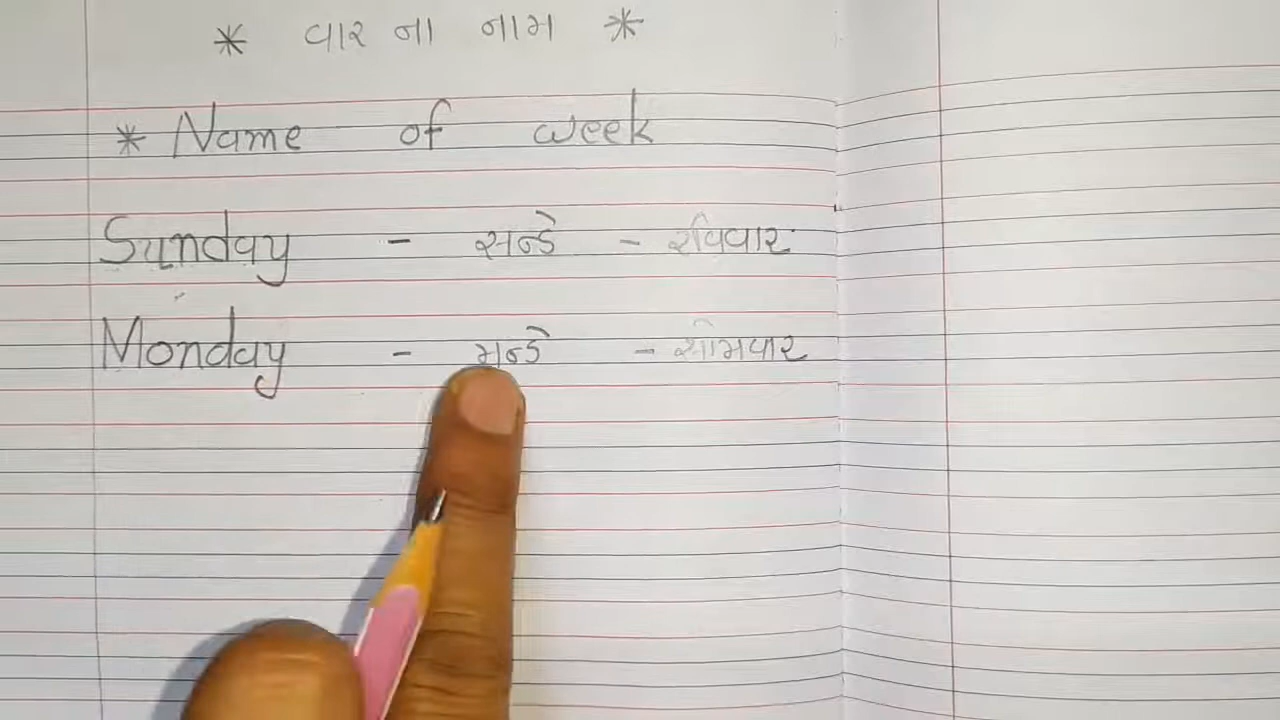 * વાર ના નામ *
* Name of week
Sunday - સન્ડે - રવિવાર
Monday - મન્ડે - સોમવાર